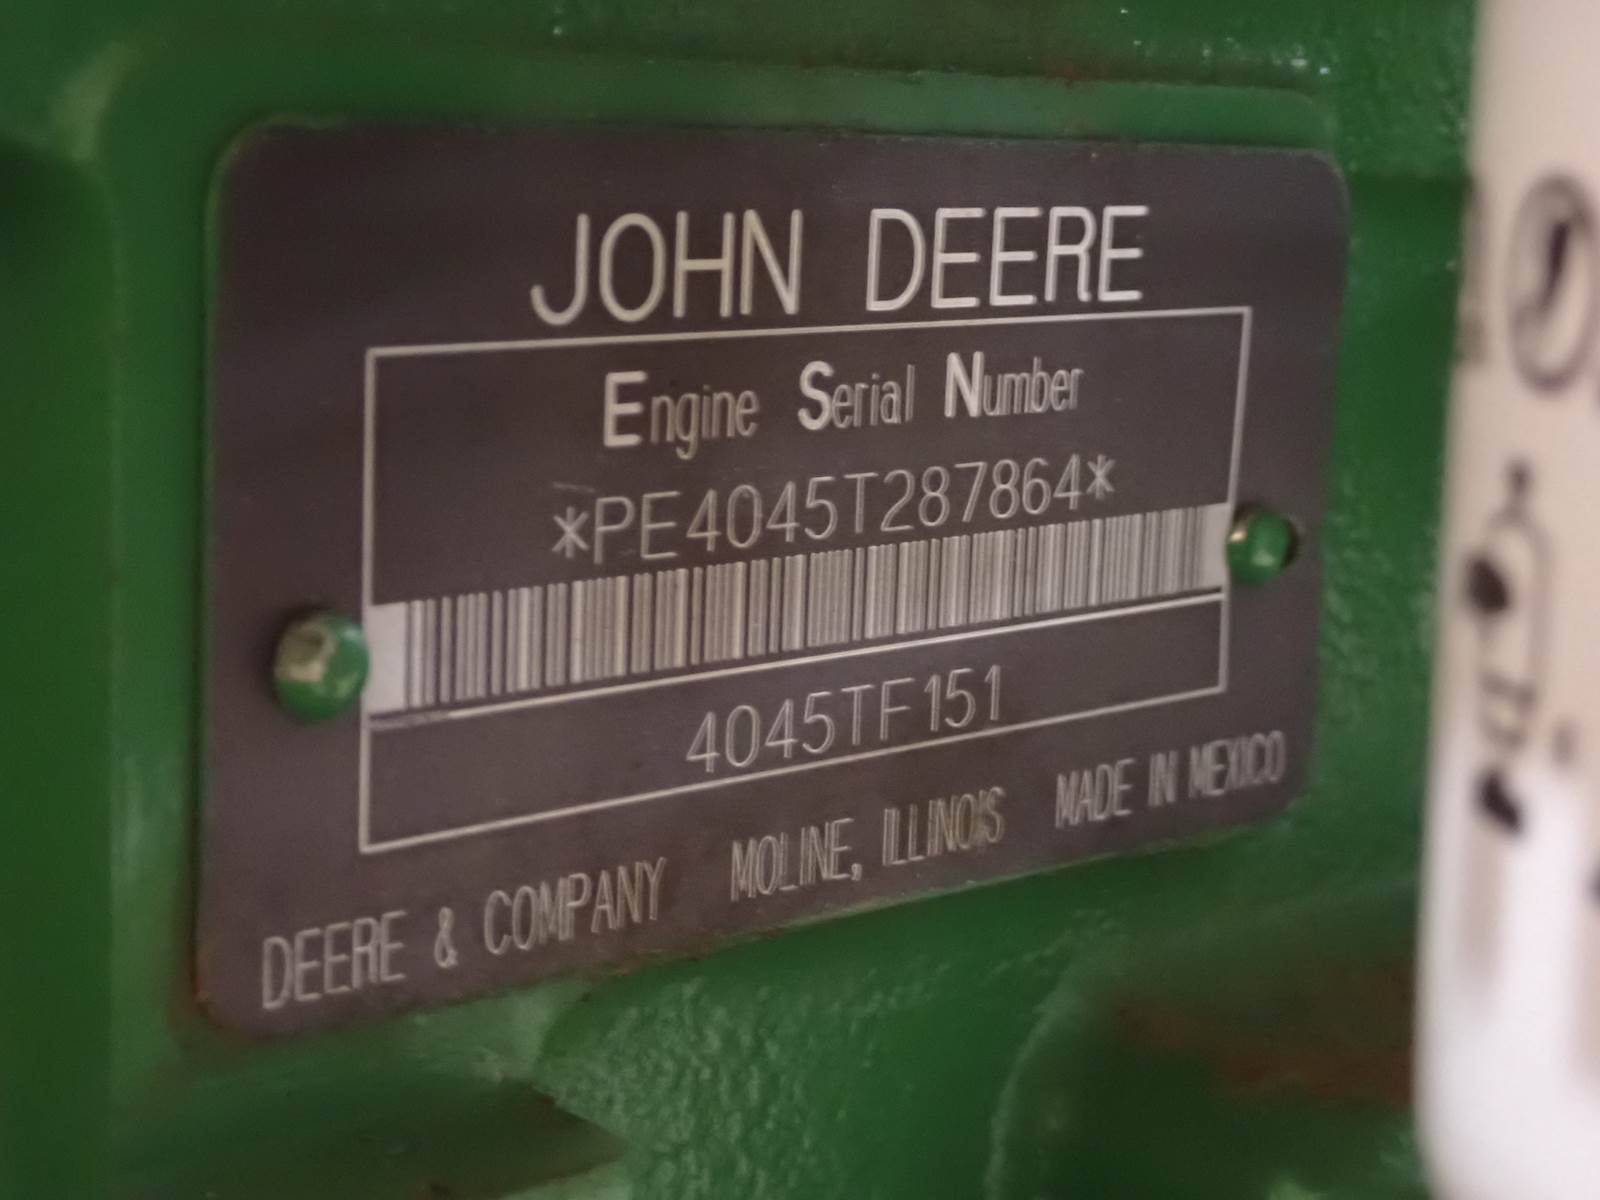 JOHN DEERE
Engine Serial Number
*PE4045T287864*
4045TF151
DEERE & COMPANY MOLINE, ILLINOIS MADE IN MEXICO